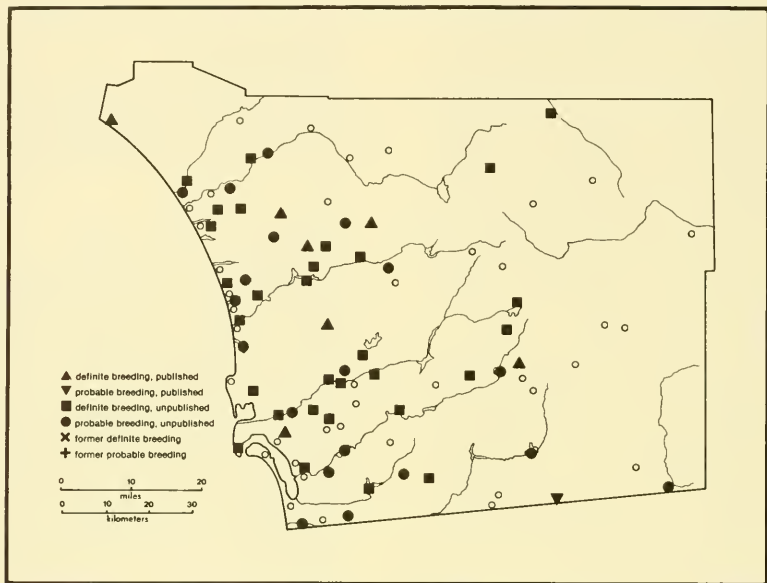 definite breeding, published
probable breeding, published
definite breeding, unpublished
probable breeding, unpublished
former definite breeding
former probable breeding
0 10 20
miles
0 10 20 30
kilometers